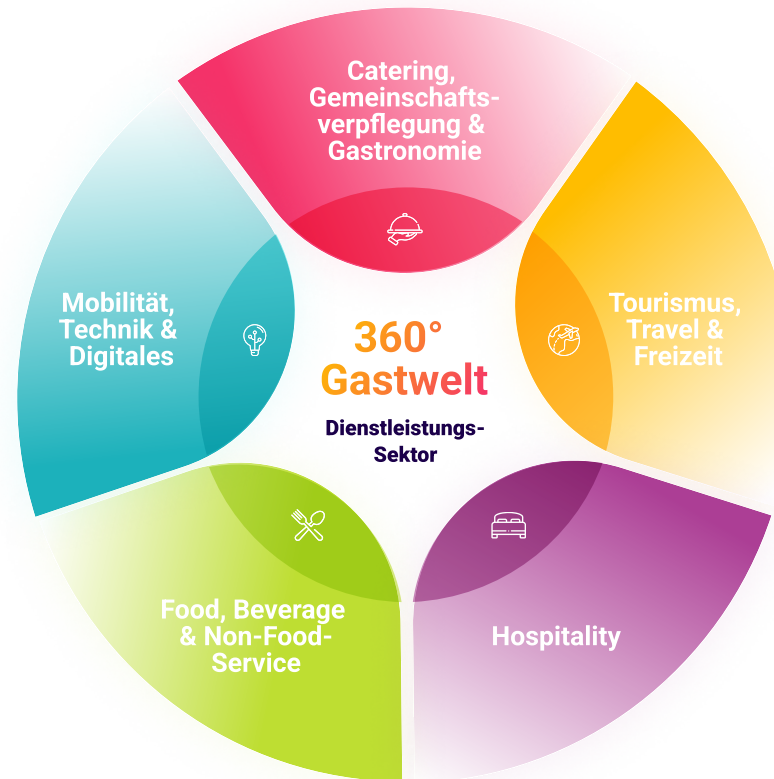 Catering,
Gemeinschafts-
verpflegung &
Gastronomie
Mobilität,
Technik &
Digitales
360°
Gastwelt
Dienstleistungs-
Sektor
Tourismus,
Travel &
Freizeit
Food, Beverage
& Non-Food-
Service
Hospitality